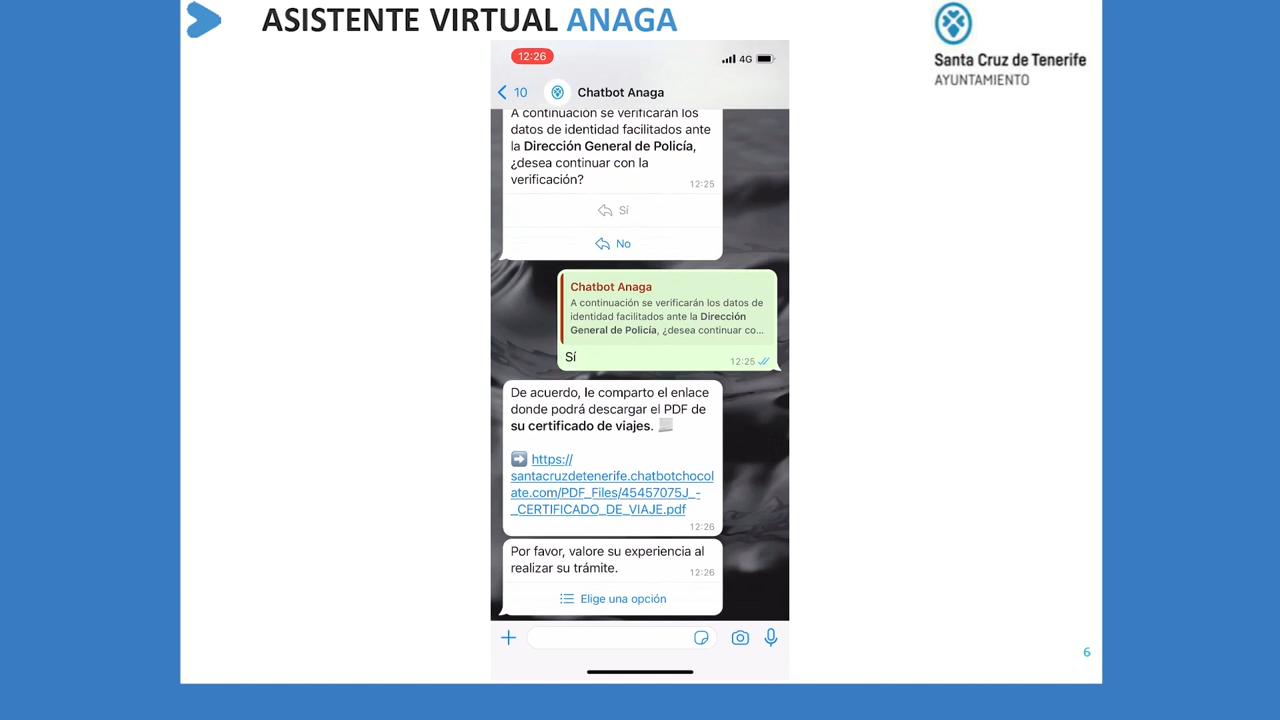 ASISTENTE VIRTUAL ANAGA
Santa Cruz de Tenerife
AYUNTAMIENTO
12:26
4G
10
Chatbot Anaga
A continuación se verificarán los
datos de identidad facilitados ante
la Dirección General de Policía,
¿desea continuar con la
verificación?
12:25
Sí
No
Chatbot Anaga
A continuación se verificarán los datos de
identidad facilitados ante la Dirección
General de Policía, ¿desea continuar co...
Sí
12:25
De acuerdo, le comparto el enlace
donde podrá descargar el PDF de
su certificado de viajes.
https://
santacruzdetenerife.chatbotchocol
ate.com/PDF_Files/45457075J_-
_CERTIFICADO_DE_VIAJE.pdf
12:26
Por favor, valore su experiencia al
realizar su trámite.
12:26
Elige una opción
6